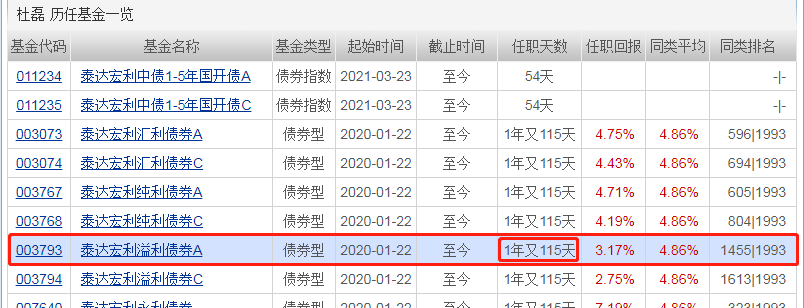 杜磊 历任基金一览
基金代码 基金名称 基金类型 起始时间 截止时间 任职天数 任职回报 同类平均 同类排名
011234 泰达宏利中债1-5年国开债A 债券指数 2021-03-23 至今 54天 -|-
011235 泰达宏利中债1-5年国开债C 债券指数 2021-03-23 至今 54天 -|-
003073 泰达宏利汇利债券A 债券型 2020-01-22 至今 1年又115天 4.75% 4.86% 596|1993
003074 泰达宏利汇利债券C 债券型 2020-01-22 至今 1年又115天 4.43% 4.86% 694|1993
003767 泰达宏利纯利债券A 债券型 2020-01-22 至今 1年又115天 4.71% 4.86% 605|1993
003768 泰达宏利纯利债券C 债券型 2020-01-22 至今 1年又115天 4.19% 4.86% 804|1993
003793 泰达宏利溢利债券A 债券型 2020-01-22 至今 1年又115天 3.17% 4.86% 1455|1993
003794 泰达宏利溢利债券C 债券型 2020-01-22 至今 1年又115天 2.75% 4.86% 1613|1993